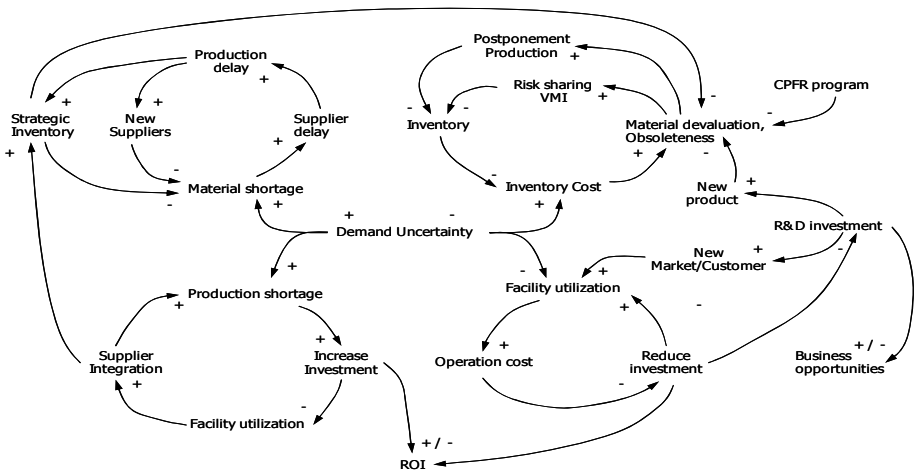 Postponement
Production
+
Production
delay
+
Risk sharing
VMI
+
CPFR program
+
Strategic
Inventory
+
+
New
Suppliers
Supplier
delay
+
-
Inventory
-
-
Material devaluation,
Obsoleteness
-
-
+
-
Material shortage
-
+
-
Inventory Cost
+
+
-
New
product
+
+
-
Demand Uncertainty
R&D investment
-
+
-
Facility utilization
+
New
Market/Customer
+
Production shortage
+
+
-
+
Supplier
Integration
+
Increase
Investment
+
Operation cost
+
Reduce
investment
-
Business
opportunities
+ / -
Facility utilization
-
+ / -
ROI